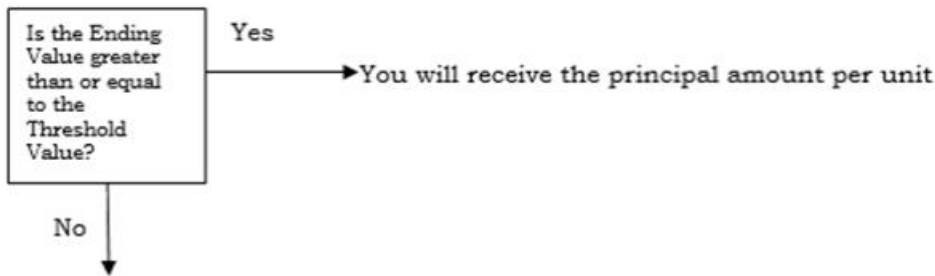 Is the Ending
Value greater
than or equal
to the
Threshold
Value?
Yes
You will receive the principal amount per unit
No